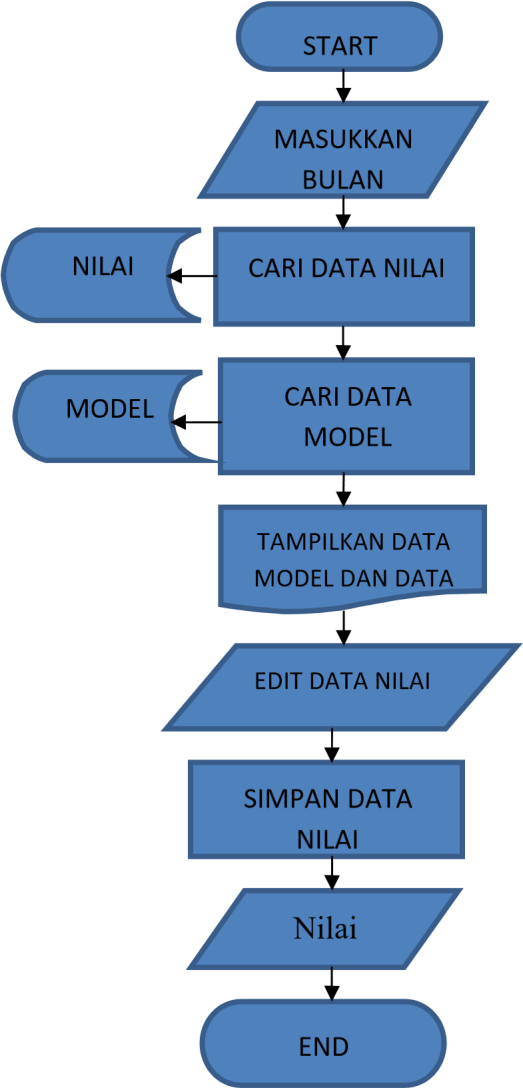 START
MASUKKAN
BULAN
NILAI
CARI DATA NILAI
MODEL
CARI DATA
MODEL
TAMPILKAN DATA
MODEL DAN DATA
EDIT DATA NILAI
SIMPAN DATA
NILAI
Nilai
END